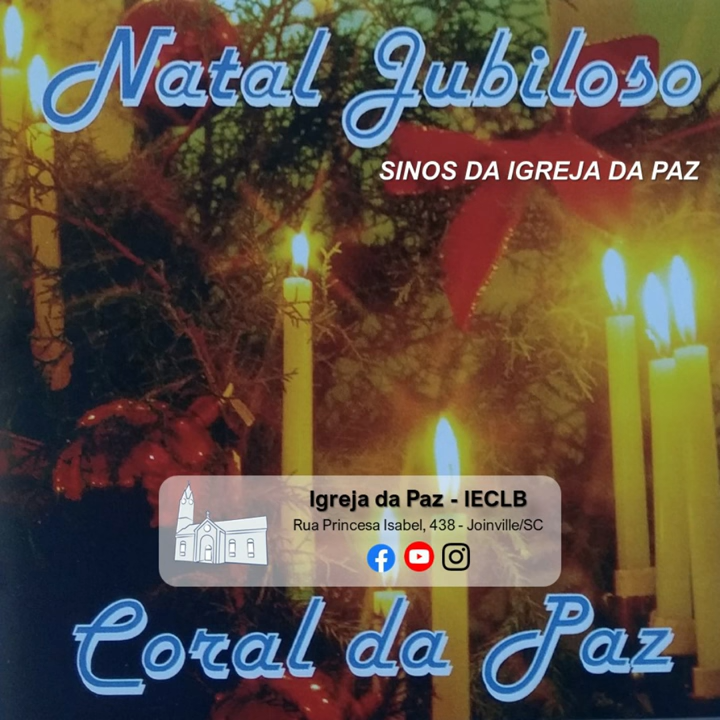 Natal Jubiloso
SINOS DA IGREJA DA PAZ
Igreja da Paz - IECLB
Rua Princesa Isabel, 438 - Joinville/SC
Coral da Paz